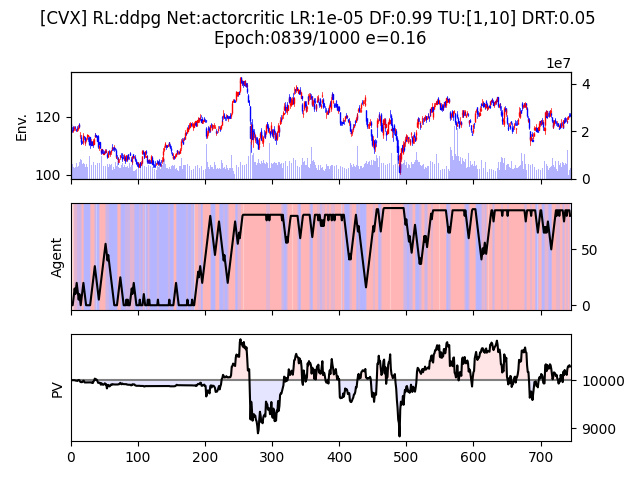 [CVX] RL:ddpg Net:actorcritic LR:1e-05 DF:0.99 TU:[1,10] DRT:0.05
Epoch:0839/1000 e=0.16
1e7
Env.
120
100
4
2
0
Agent
50
0
PV
10000
9000
0 100 200 300 400 500 600 700